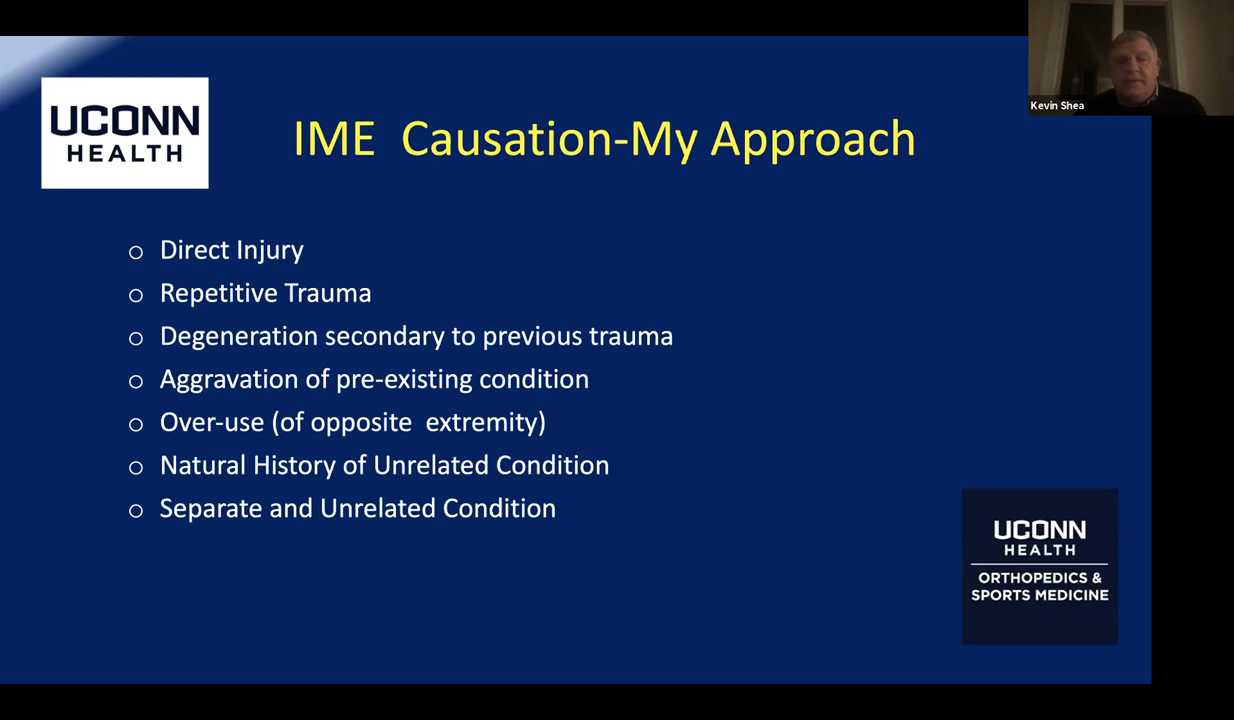 Kevin Shea
UCONN
HEALTH
IME  Causation-My Approach
o Direct Injury
o Repetitive Trauma
o Degeneration secondary to previous trauma
o Aggravation of pre-existing condition
o Over-use (of opposite  extremity)
o Natural History of Unrelated Condition
o Separate and Unrelated Condition
UCONN
HEALTH
ORTHOPEDICS &
SPORTS MEDICINE